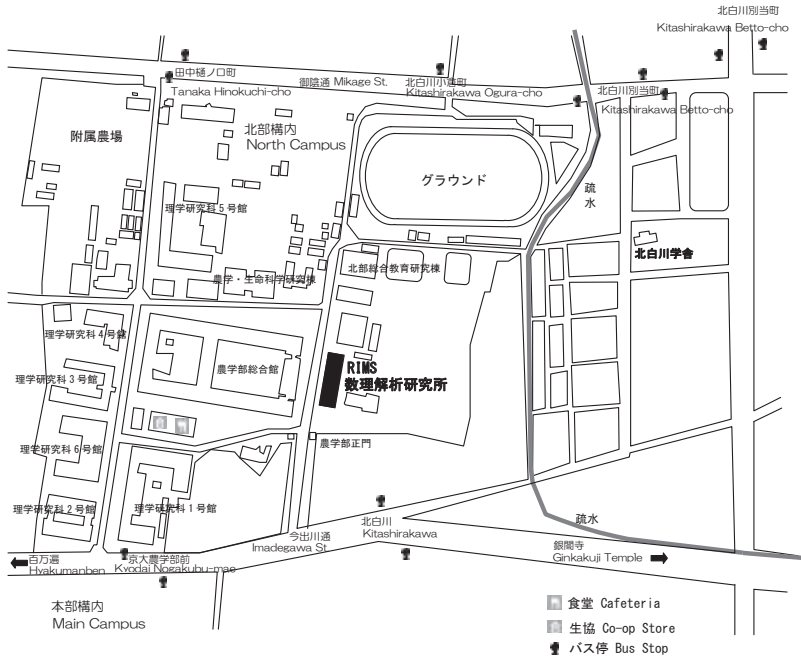 北白川別当町
Kitashirakawa Betto-cho
田中樋ノ口町
Tanaka Hinokuchi-cho
御陰通 Mikage St.
北白川小倉町
Kitashirakawa Ogura-cho
北白川別当町
Kitashirakawa Betto-cho
附属農場
北部構内
North Campus
グラウンド
疏水
理学研究科5号館
北白川学舎
農学・生命科学研究棟
北部総合教育研究棟
理学研究科4号館
理学研究科3号館
農学部総合館
RIMS
数理解析研究所
理学研究科6号館
農学部正門
理学研究科2号館
理学研究科1号館
北白川
Kitashirakawa
今出川通
Imadegawa St.
疏水
百万遍
Hyakumanben
京大農学部前
Kyodai Nogakubu-mae
銀閣寺
Ginkakuji Temple
本部構内
Main Campus
食堂 Cafeteria
生協 Co-op Store
バス停 Bus Stop